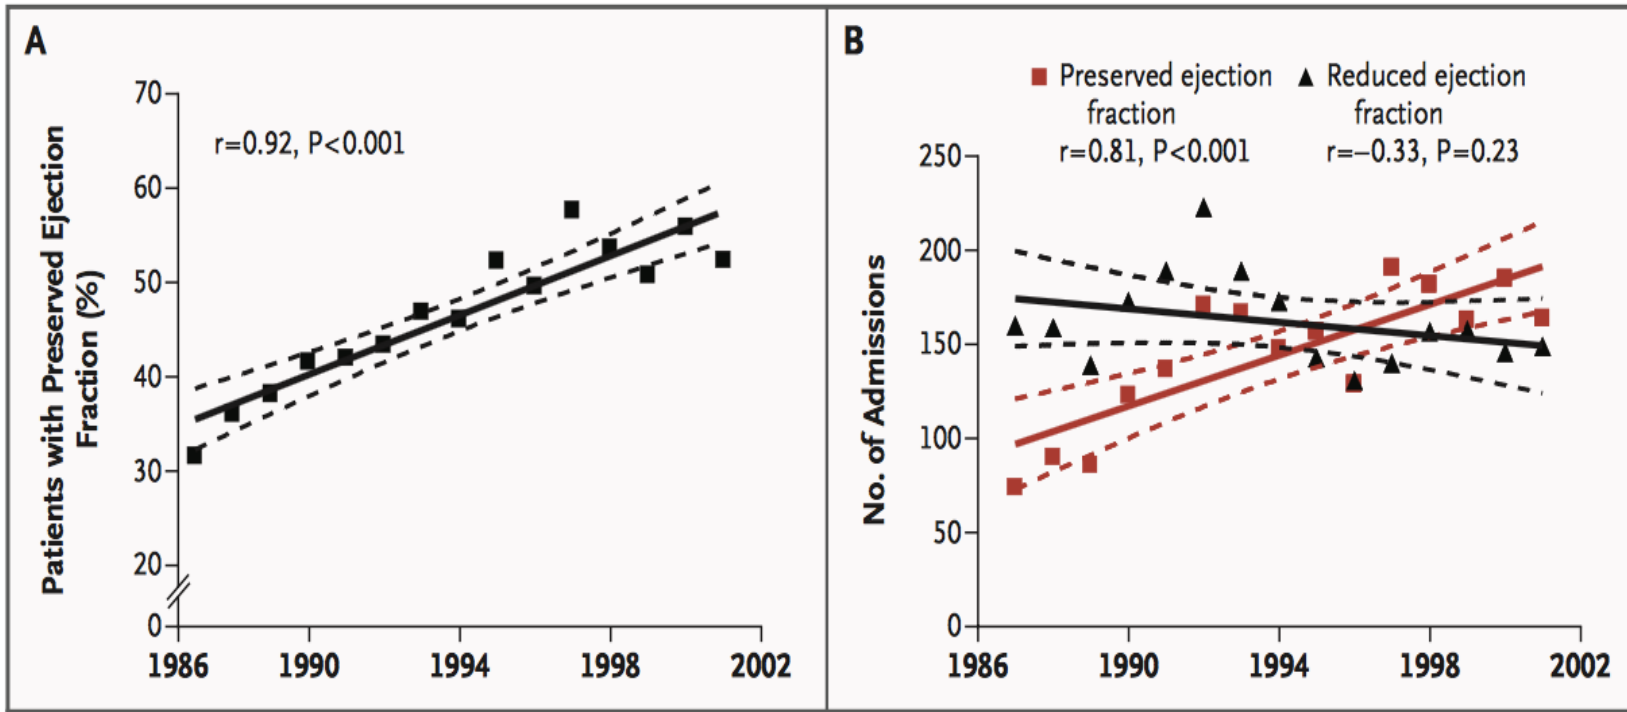 A
Patients with Preserved Ejection
Fraction (%)
r=0.92, P<0.001
70
60
50
40
30
20
0
1986 1990 1994 1998 2002
B
Preserved ejection
fraction
r=0.81, P<0.001
Reduced ejection
fraction
r=−0.33, P=0.23
No. of Admissions
250
200
150
100
50
0
1986 1990 1994 1998 2002